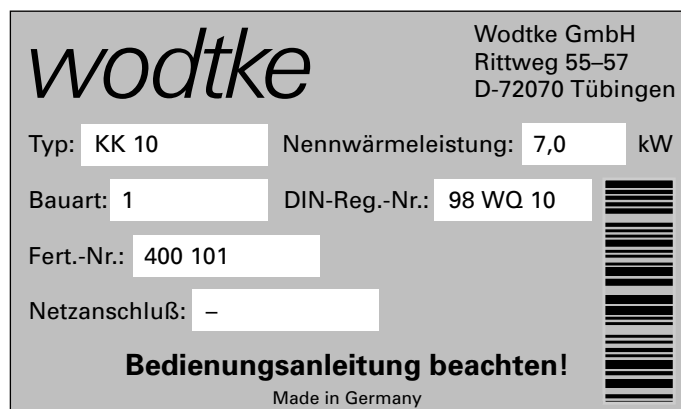 wodtke
Wodtke GmbH
Rittweg 55–57
D-72070 Tübingen
Typ: KK 10 Nennwärmeleistung: 7,0 kW
Bauart: 1 DIN-Reg.-Nr.: 98 WQ 10
Fert.-Nr.: 400 101
Netzanschluß: –
Bedienungsanleitung beachten!
Made in Germany